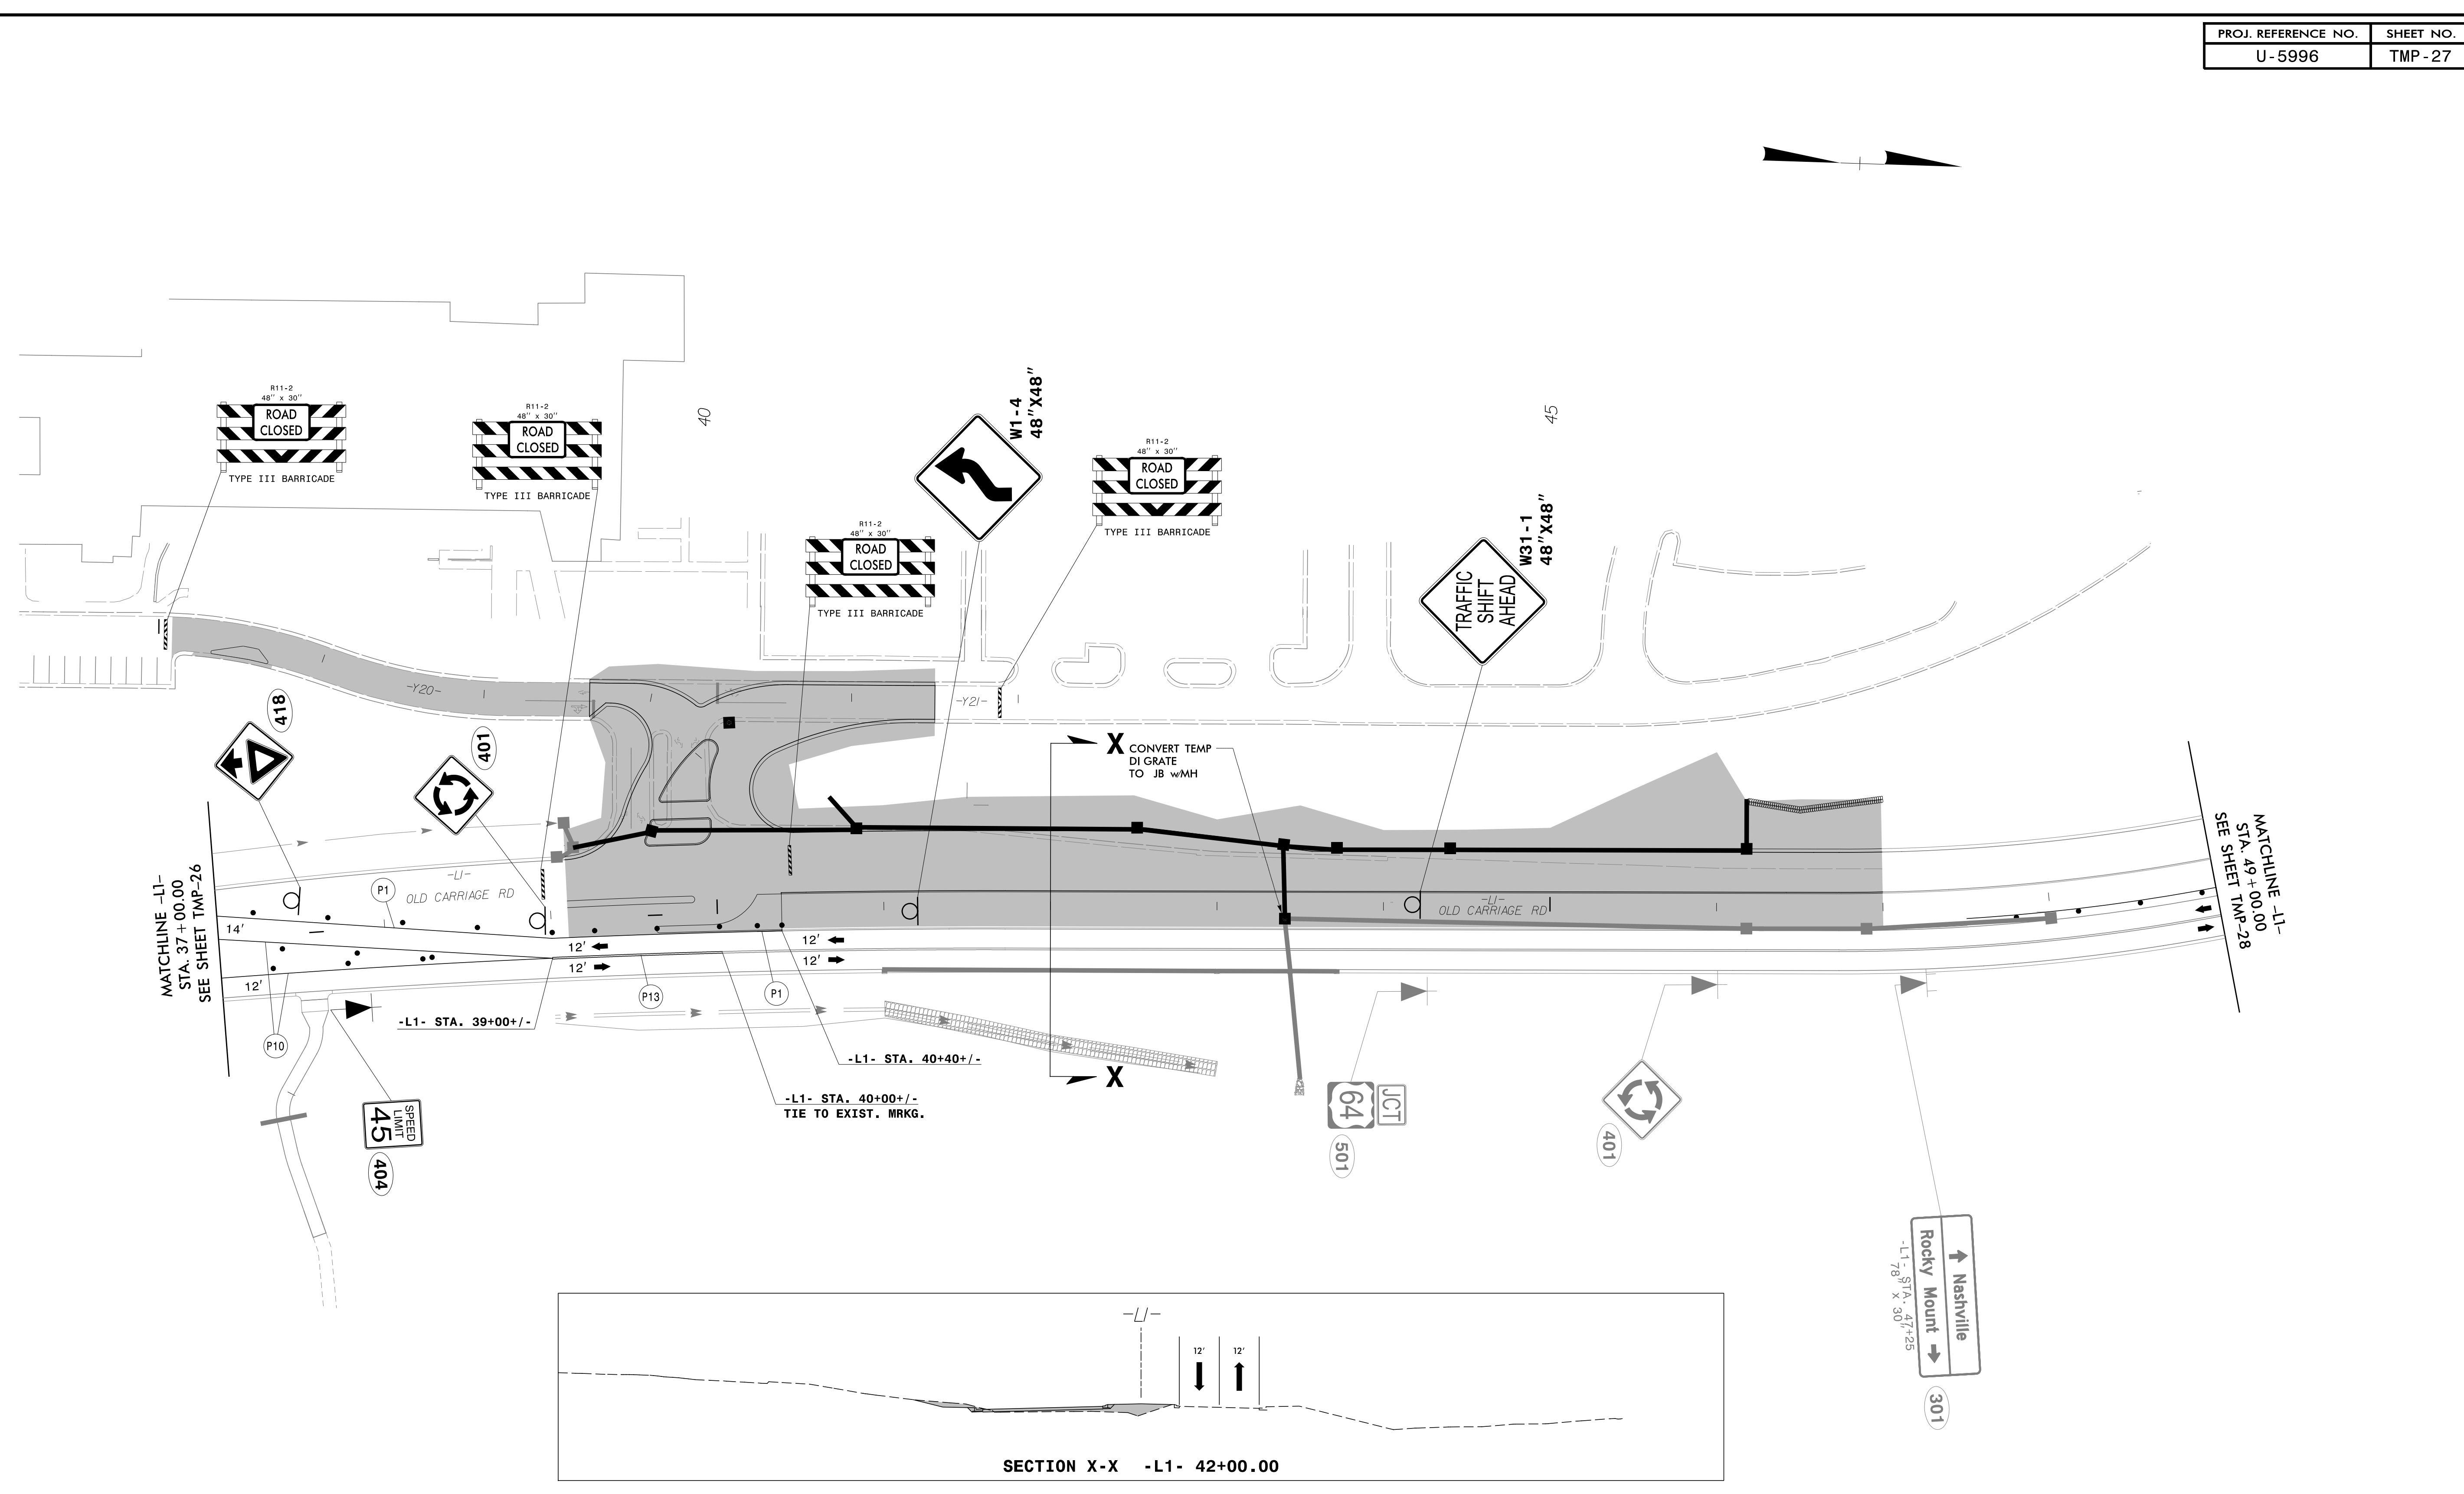 PROJ. REFERENCE NO.
SHEET NO.
U-5996
TMP-27
R11-2
48" x 30"
ROAD
CLOSED
TYPE III BARRICADE
R11-2
48" x 30"
ROAD
CLOSED
TYPE III BARRICADE
40
R11-2
48" x 30"
ROAD
CLOSED
TYPE III BARRICADE
W1-4
48"X48"
R11-2
48" x 30"
ROAD
CLOSED
TYPE III BARRICADE
45
W31-1
48"X48"
TRAFFIC
SHIFT
AHEAD
-Y20-
-Y21-
418
401
X
CONVERT TEMP
DI GRATE
TO JB w/MH
MATCHLINE -L1-
STA. 37+00.00
SEE SHEET TMP-26
P1
-L1-
OLD CARRIAGE RD
-L1-
OLD CARRIAGE RD
MATCHLINE -L1-
STA. 49+00.00
SEE SHEET TMP-28
14'
12'
12'
12'
12'
12'
P13
P1
P10
-L1- STA. 39+00+/-
-L1- STA. 40+40+/-
-L1- STA. 40+00+/-
TIE TO EXIST. MRKG.
X
SPEED
LIMIT
45
404
JCT
64
501
401
Nashville
Rocky Mount
-L1- STA. 47+25
78" X 30"
301
-L1-
12'
12'
SECTION X-X -L1- 42+00.00